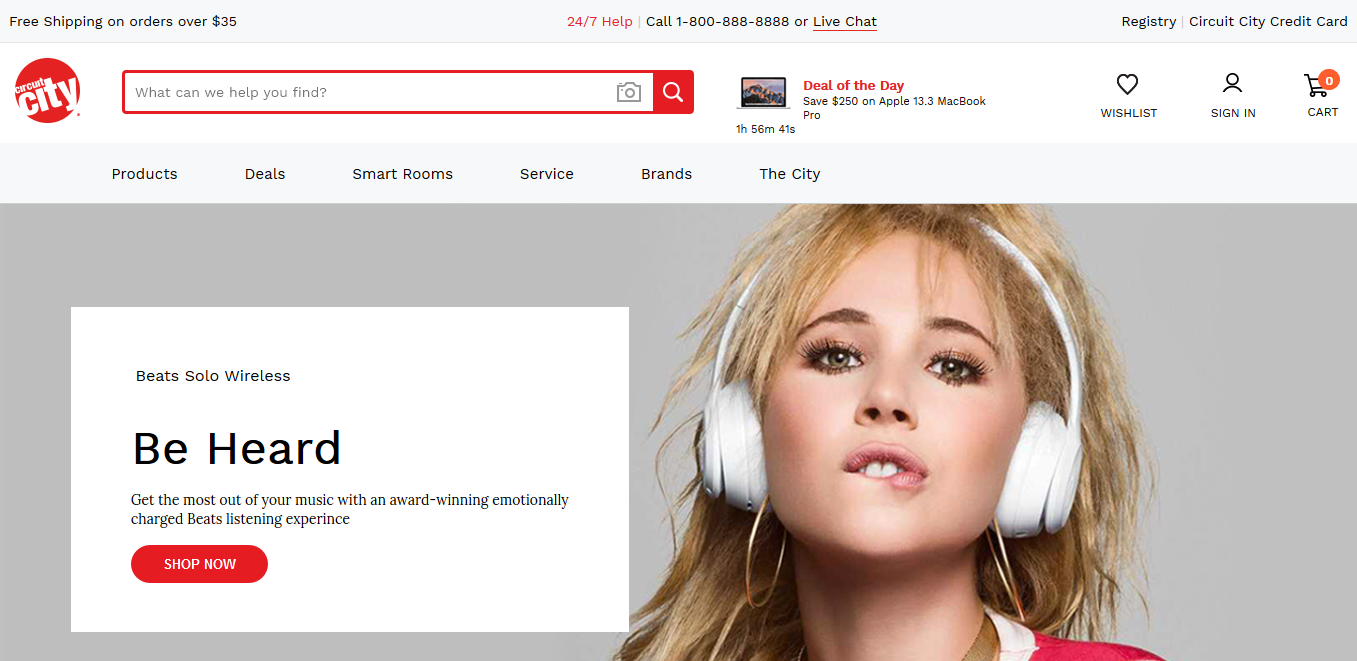 Free Shipping on orders over $35
24/7 Help | Call 1-800-888-8888 or Live Chat
Registry | Circuit City Credit Card
circuit
city
What can we help you find?
Deal of the Day
Save $250 on Apple 13.3 MacBook
Pro
1h 56m 41s
WISHLIST
SIGN IN
0
CART
Products
Deals
Smart Rooms
Service
Brands
The City
Beats Solo Wireless
Be Heard
Get the most out of your music with an award-winning emotionally
charged Beats listening experince
SHOP NOW